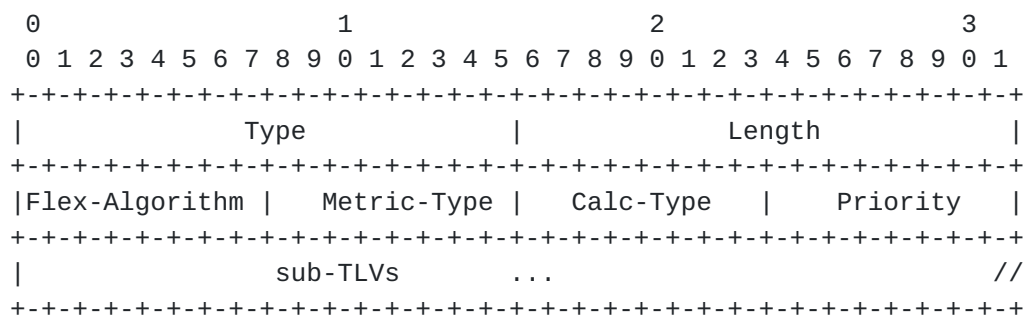 0                   1                   2                   3
 0 1 2 3 4 5 6 7 8 9 0 1 2 3 4 5 6 7 8 9 0 1 2 3 4 5 6 7 8 9 0 1
+-+-+-+-+-+-+-+-+-+-+-+-+-+-+-+-+-+-+-+-+-+-+-+-+-+-+-+-+-+-+-+-+
|              Type             |             Length            |
+-+-+-+-+-+-+-+-+-+-+-+-+-+-+-+-+-+-+-+-+-+-+-+-+-+-+-+-+-+-+-+-+
|Flex-Algorithm |   Metric-Type |   Calc-Type   |    Priority   |
+-+-+-+-+-+-+-+-+-+-+-+-+-+-+-+-+-+-+-+-+-+-+-+-+-+-+-+-+-+-+-+-+
|                sub-TLVs       ...                            //
+-+-+-+-+-+-+-+-+-+-+-+-+-+-+-+-+-+-+-+-+-+-+-+-+-+-+-+-+-+-+-+-+